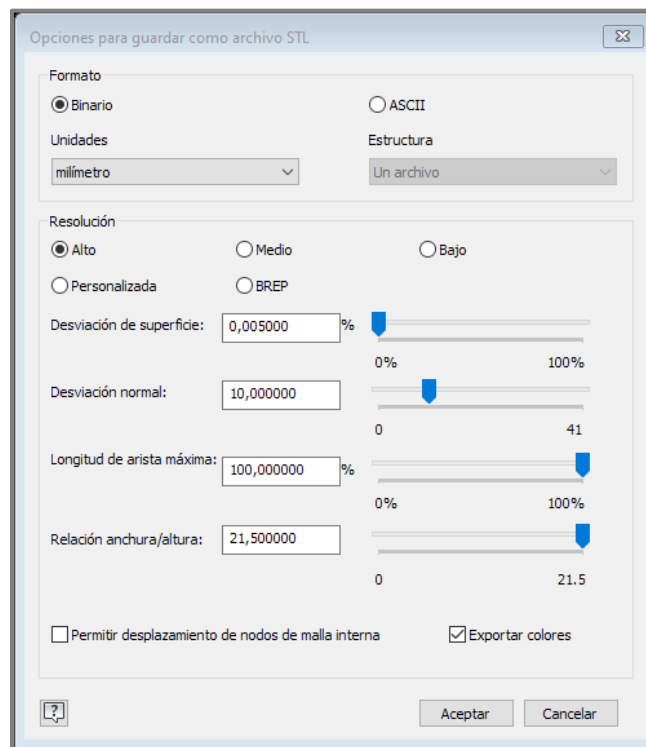 Opciones para guardar como archivo STL
Formato
Binario ASCII
Unidades Estructura
milímetro Un archivo
Resolución
Alto Medio Bajo
Personalizada BREP
Desviación de superficie: 0,005000 %
0% 100%
Desviación normal: 10,000000
0 41
Longitud de arista máxima: 100,000000 %
0% 100%
Relación anchura/altura: 21,500000
0 21.5
Permitir desplazamiento de nodos de malla interna Exportar colores
? Aceptar Cancelar